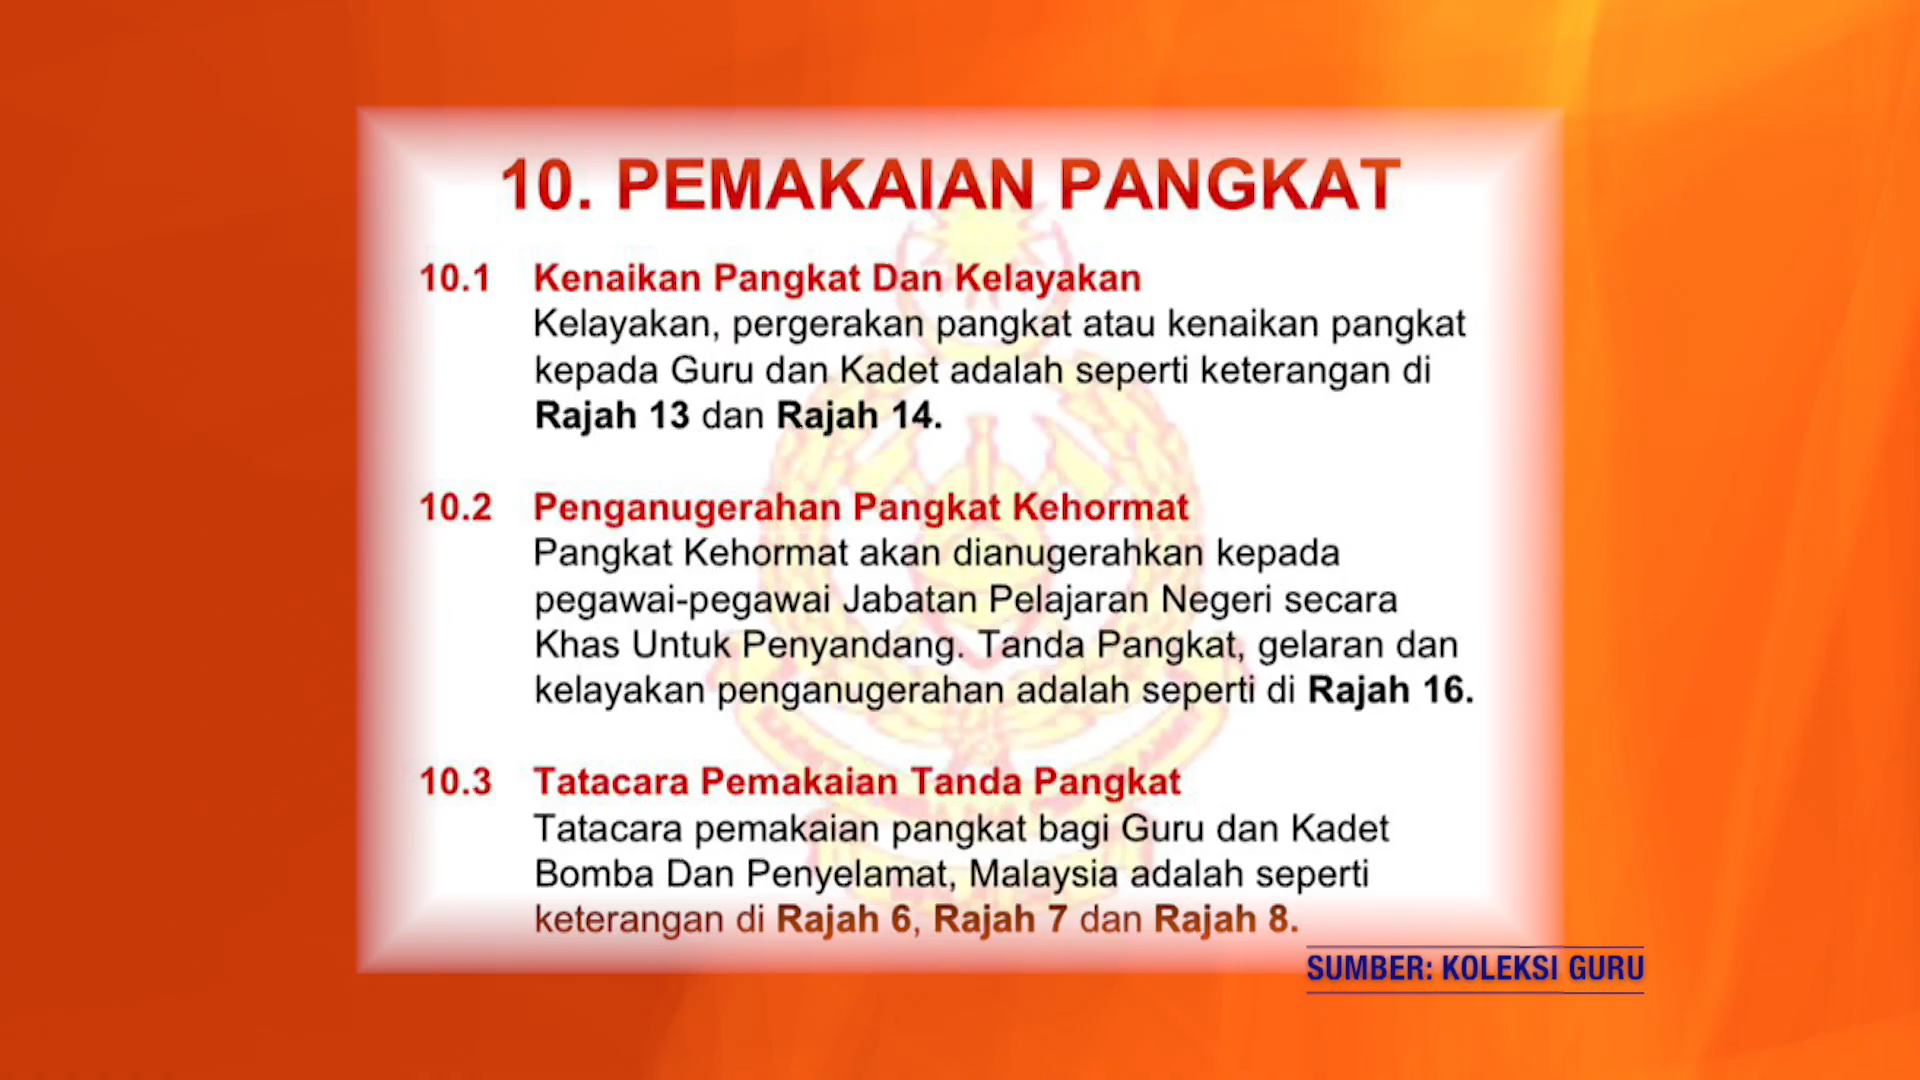 10. PEMAKAIAN PANGKAT
10.1 Kenaikan Pangkat Dan Kelayakan
Kelayakan, pergerakan pangkat atau kenaikan pangkat
kepada Guru dan Kadet adalah seperti keterangan di
Rajah 13 dan Rajah 14.
10.2 Penganugerahan Pangkat Kehormat
Pangkat Kehormat akan dianugerahkan kepada
pegawai-pegawai Jabatan Pelajaran Negeri secara
Khas Untuk Penyandang. Tanda Pangkat, gelaran dan
kelayakan penganugerahan adalah seperti di Rajah 16.
10.3 Tatacara Pemakaian Tanda Pangkat
Tatacara pemakaian pangkat bagi Guru dan Kadet
Bomba Dan Penyelamat, Malaysia adalah seperti
keterangan di Rajah 6, Rajah 7 dan Rajah 8.
SUMBER: KOLEKSI GURU